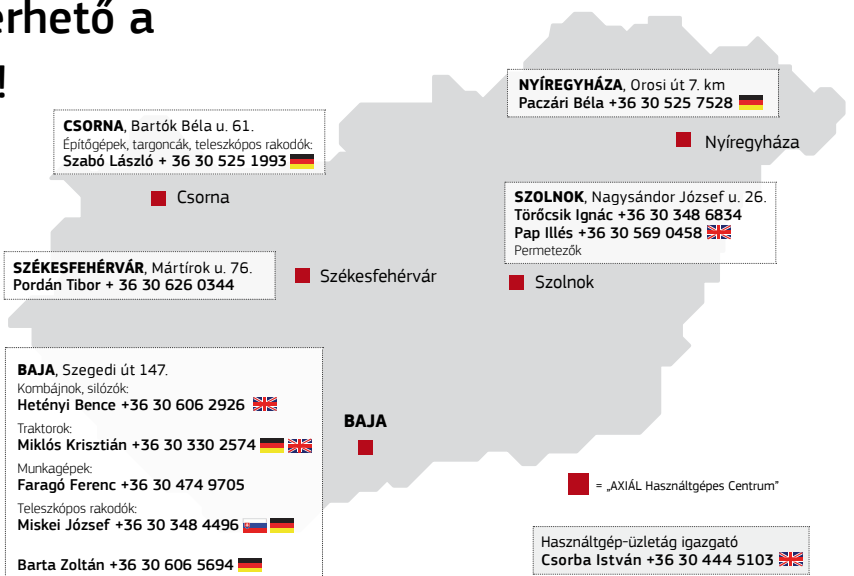 erhető a
!
CSORNA, Bartók Béla u. 61.
Építőgépek, targoncák, teleszkópos rakodók:
Szabó László + 36 30 525 1993
Csorna
NYÍREGYHÁZA, Orosi út 7. km
Paczári Béla +36 30 525 7528
Nyíregyháza
SZOLNOK, Nagysándor József u. 26.
Törőcsik Ignác +36 30 348 6834
Pap Illés +36 30 569 0458
Permetezők
Szolnok
SZÉKESFEHÉRVÁR, Mártírok u. 76.
Pordán Tibor + 36 30 626 0344
Székesfehérvár
BAJA, Szegedi út 147.
Kombájnok, silózók:
Hetényi Bence +36 30 606 2926
Traktorok:
Miklós Krisztián +36 30 330 2574
Munkagépek:
Faragó Ferenc +36 30 474 9705
Teleszkópos rakodók:
Miskei József +36 30 348 4496
Barta Zoltán +36 30 606 5694
BAJA
= „AXIÁL Használtgépes Centrum"
Használtgép-üzletág igazgató
Csorba István +36 30 444 5103